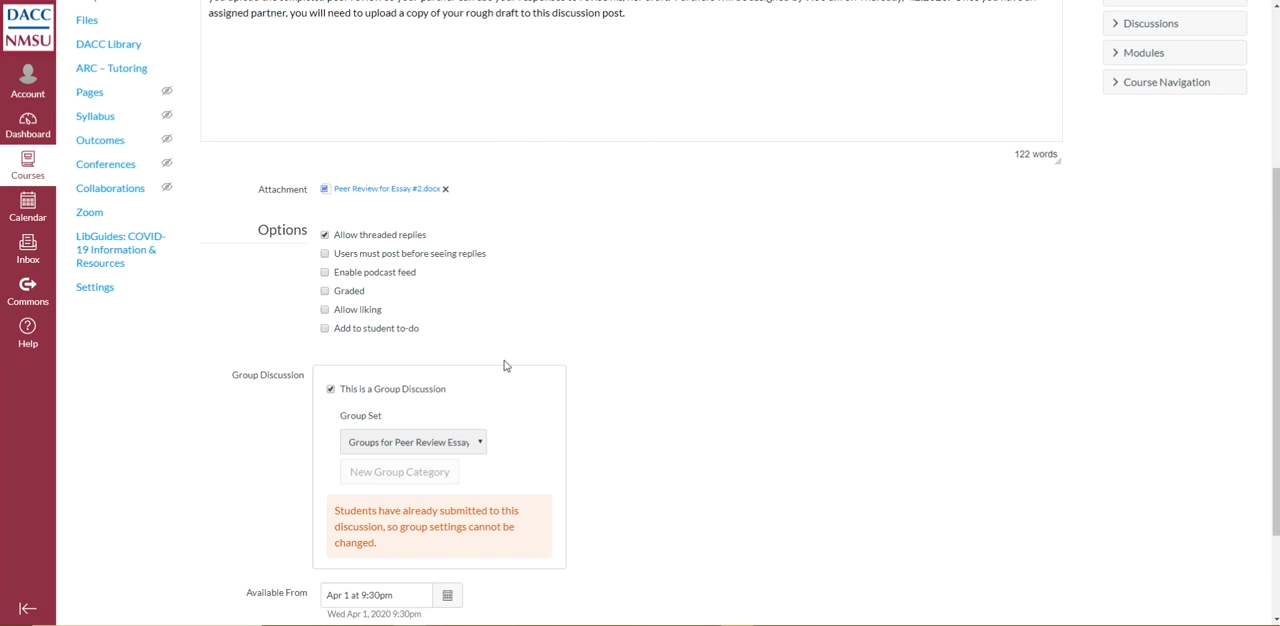 DACC
NMSU
Account
Dashboard
Courses
Calendar
Inbox
Commons
Help
Files
DACC Library
ARC – Tutoring
Pages
Syllabus
Outcomes
Conferences
Collaborations
Zoom
LibGuides: COVID-
19 Information &
Resources
Settings
assigned partner, you will need to upload a copy of your rough draft to this discussion post.
122 words
Attachment
Peer Review for Essay #2.docx
Options
Allow threaded replies
Users must post before seeing replies
Enable podcast feed
Graded
Allow liking
Add to student to-do
Group Discussion
This is a Group Discussion
Group Set
Groups for Peer Review Essay
New Group Category
Students have already submitted to this
discussion, so group settings cannot be
changed.
Available From
Apr 1 at 9:30pm
Wed Apr 1, 2020 9:30pm
Discussions
Modules
Course Navigation